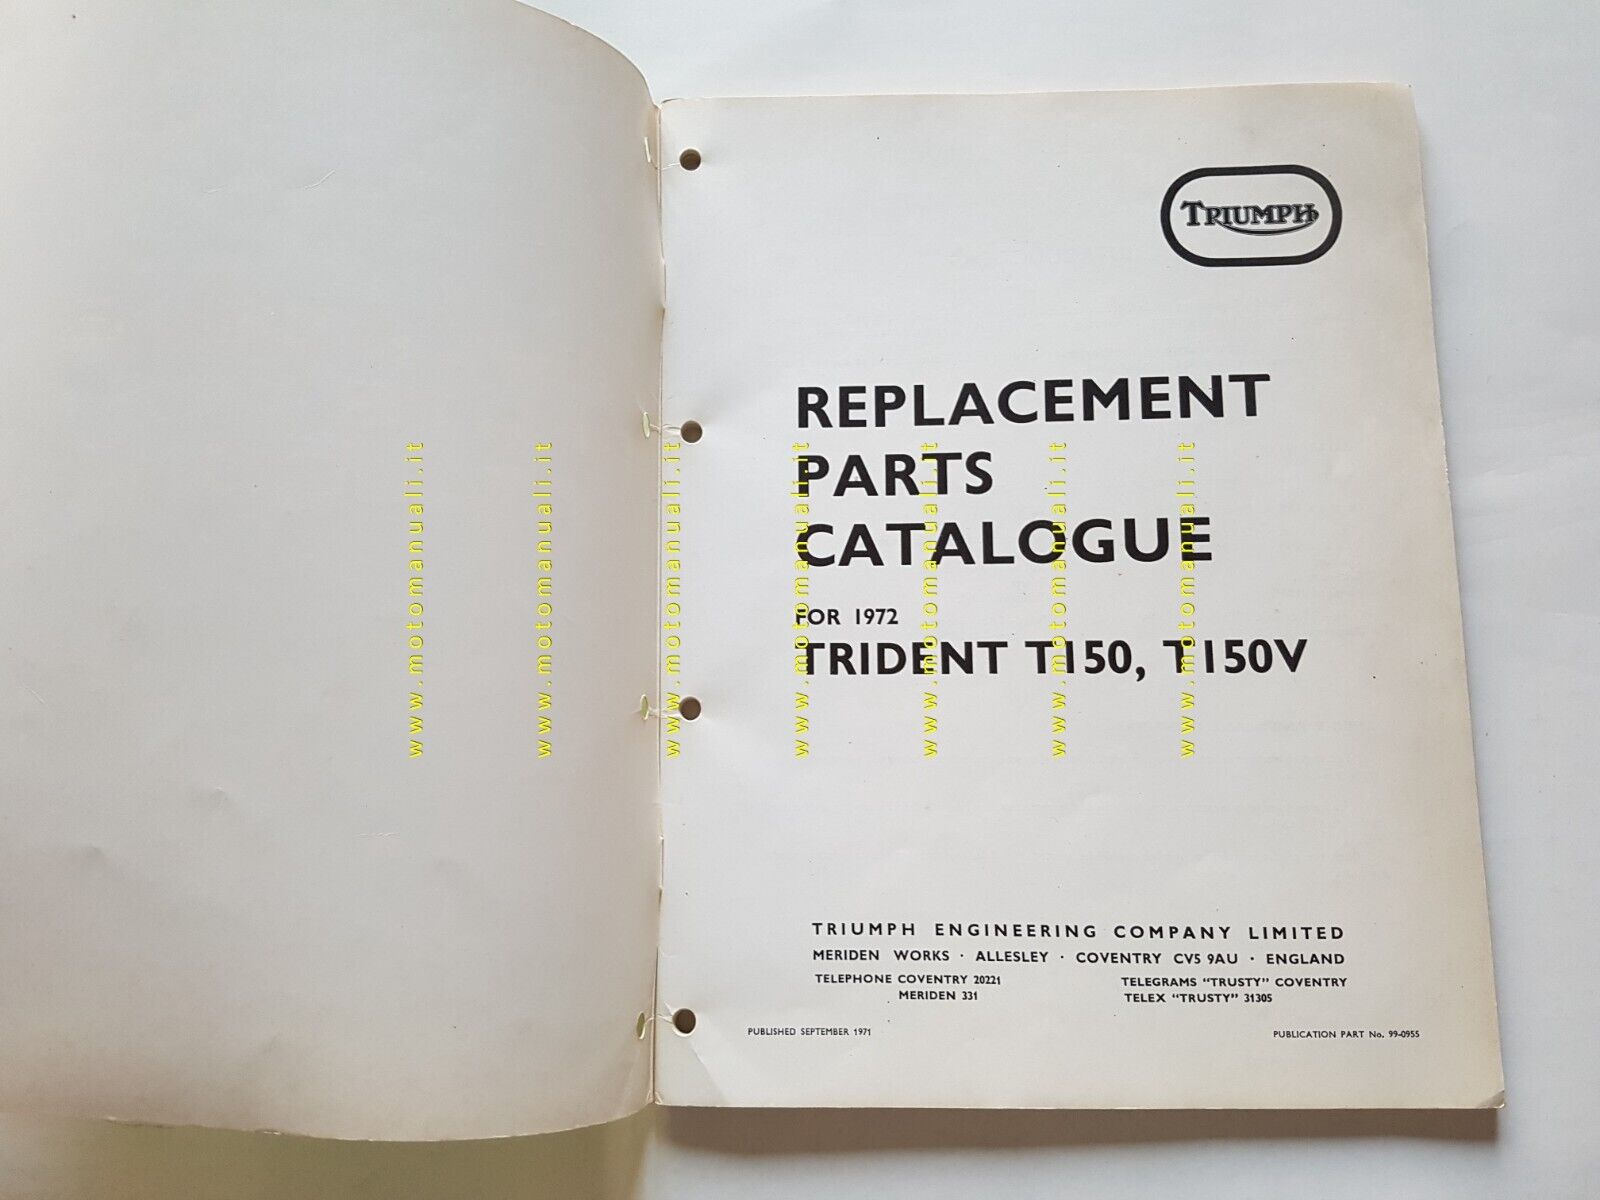 TRIUMPH
REPLACEMENT
PARTS
CATALOGUE
FOR 1972
TRIDENT T150, T150V
TRIUMPH ENGINEERING COMPANY LIMITED
MERIDEN WORKS · ALLESLEY · COVENTRY CV5 9AU · ENGLAND
TELEPHONE COVENTRY 20221
MERIDEN 331
TELEGRAMS "TRUSTY" COVENTRY
TELEX "TRUSTY" 31305
PUBLISHED SEPTEMBER 1971
PUBLICATION PART No. 99-0955
www.motomanuali.it
www.motomanuali.it
www.motomanuali.it
www.motomanuali.it
www.motomanuali.it
www.motomanuali.it
www.motomanuali.it